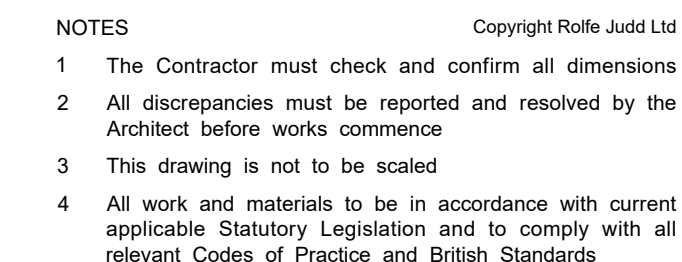 NOTES Copyright Rolfe Judd Ltd
1 The Contractor must check and confirm all dimensions
2 All discrepancies must be reported and resolved by the
Architect before works commence
3 This drawing is not to be scaled
4 All work and materials to be in accordance with current
applicable Statutory Legislation and to comply with all
relevant Codes of Practice and British Standards